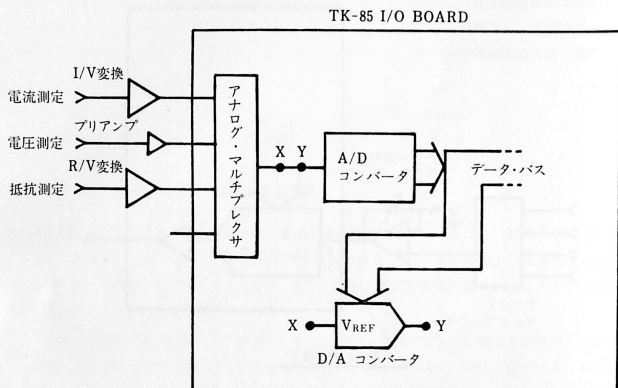 TK-85 I/O BOARD
I/V変換
電流測定
プリアンプ
電圧測定
R/V変換
抵抗測定
アナログ・マルチプレクサ
X Y
A/D
コンバータ
データ・バス
X
VREF
Y
D/A コンバータ